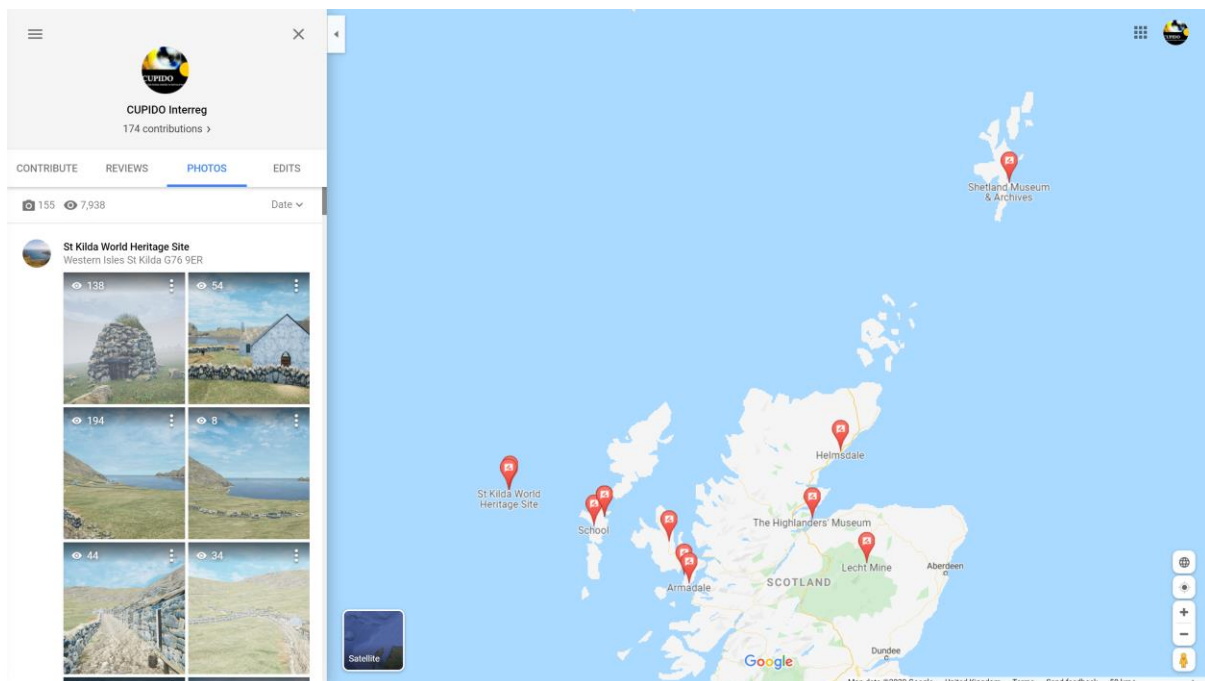 CUPIDO
CUPIDO Interreg
174 contributions ›
CONTRIBUTE REVIEWS PHOTOS EDITS
155 7,938 Date
St Kilda World Heritage Site
Western Isles St Kilda G76 9ER
138 54
194 8
44 34
Satellite
Shetland Museum
& Archives
Helmsdale
St Kilda World
Heritage Site
School
The Highlanders' Museum
Lecht Mine
Aberdeen
Armadale
SCOTLAND
Dundee
Google